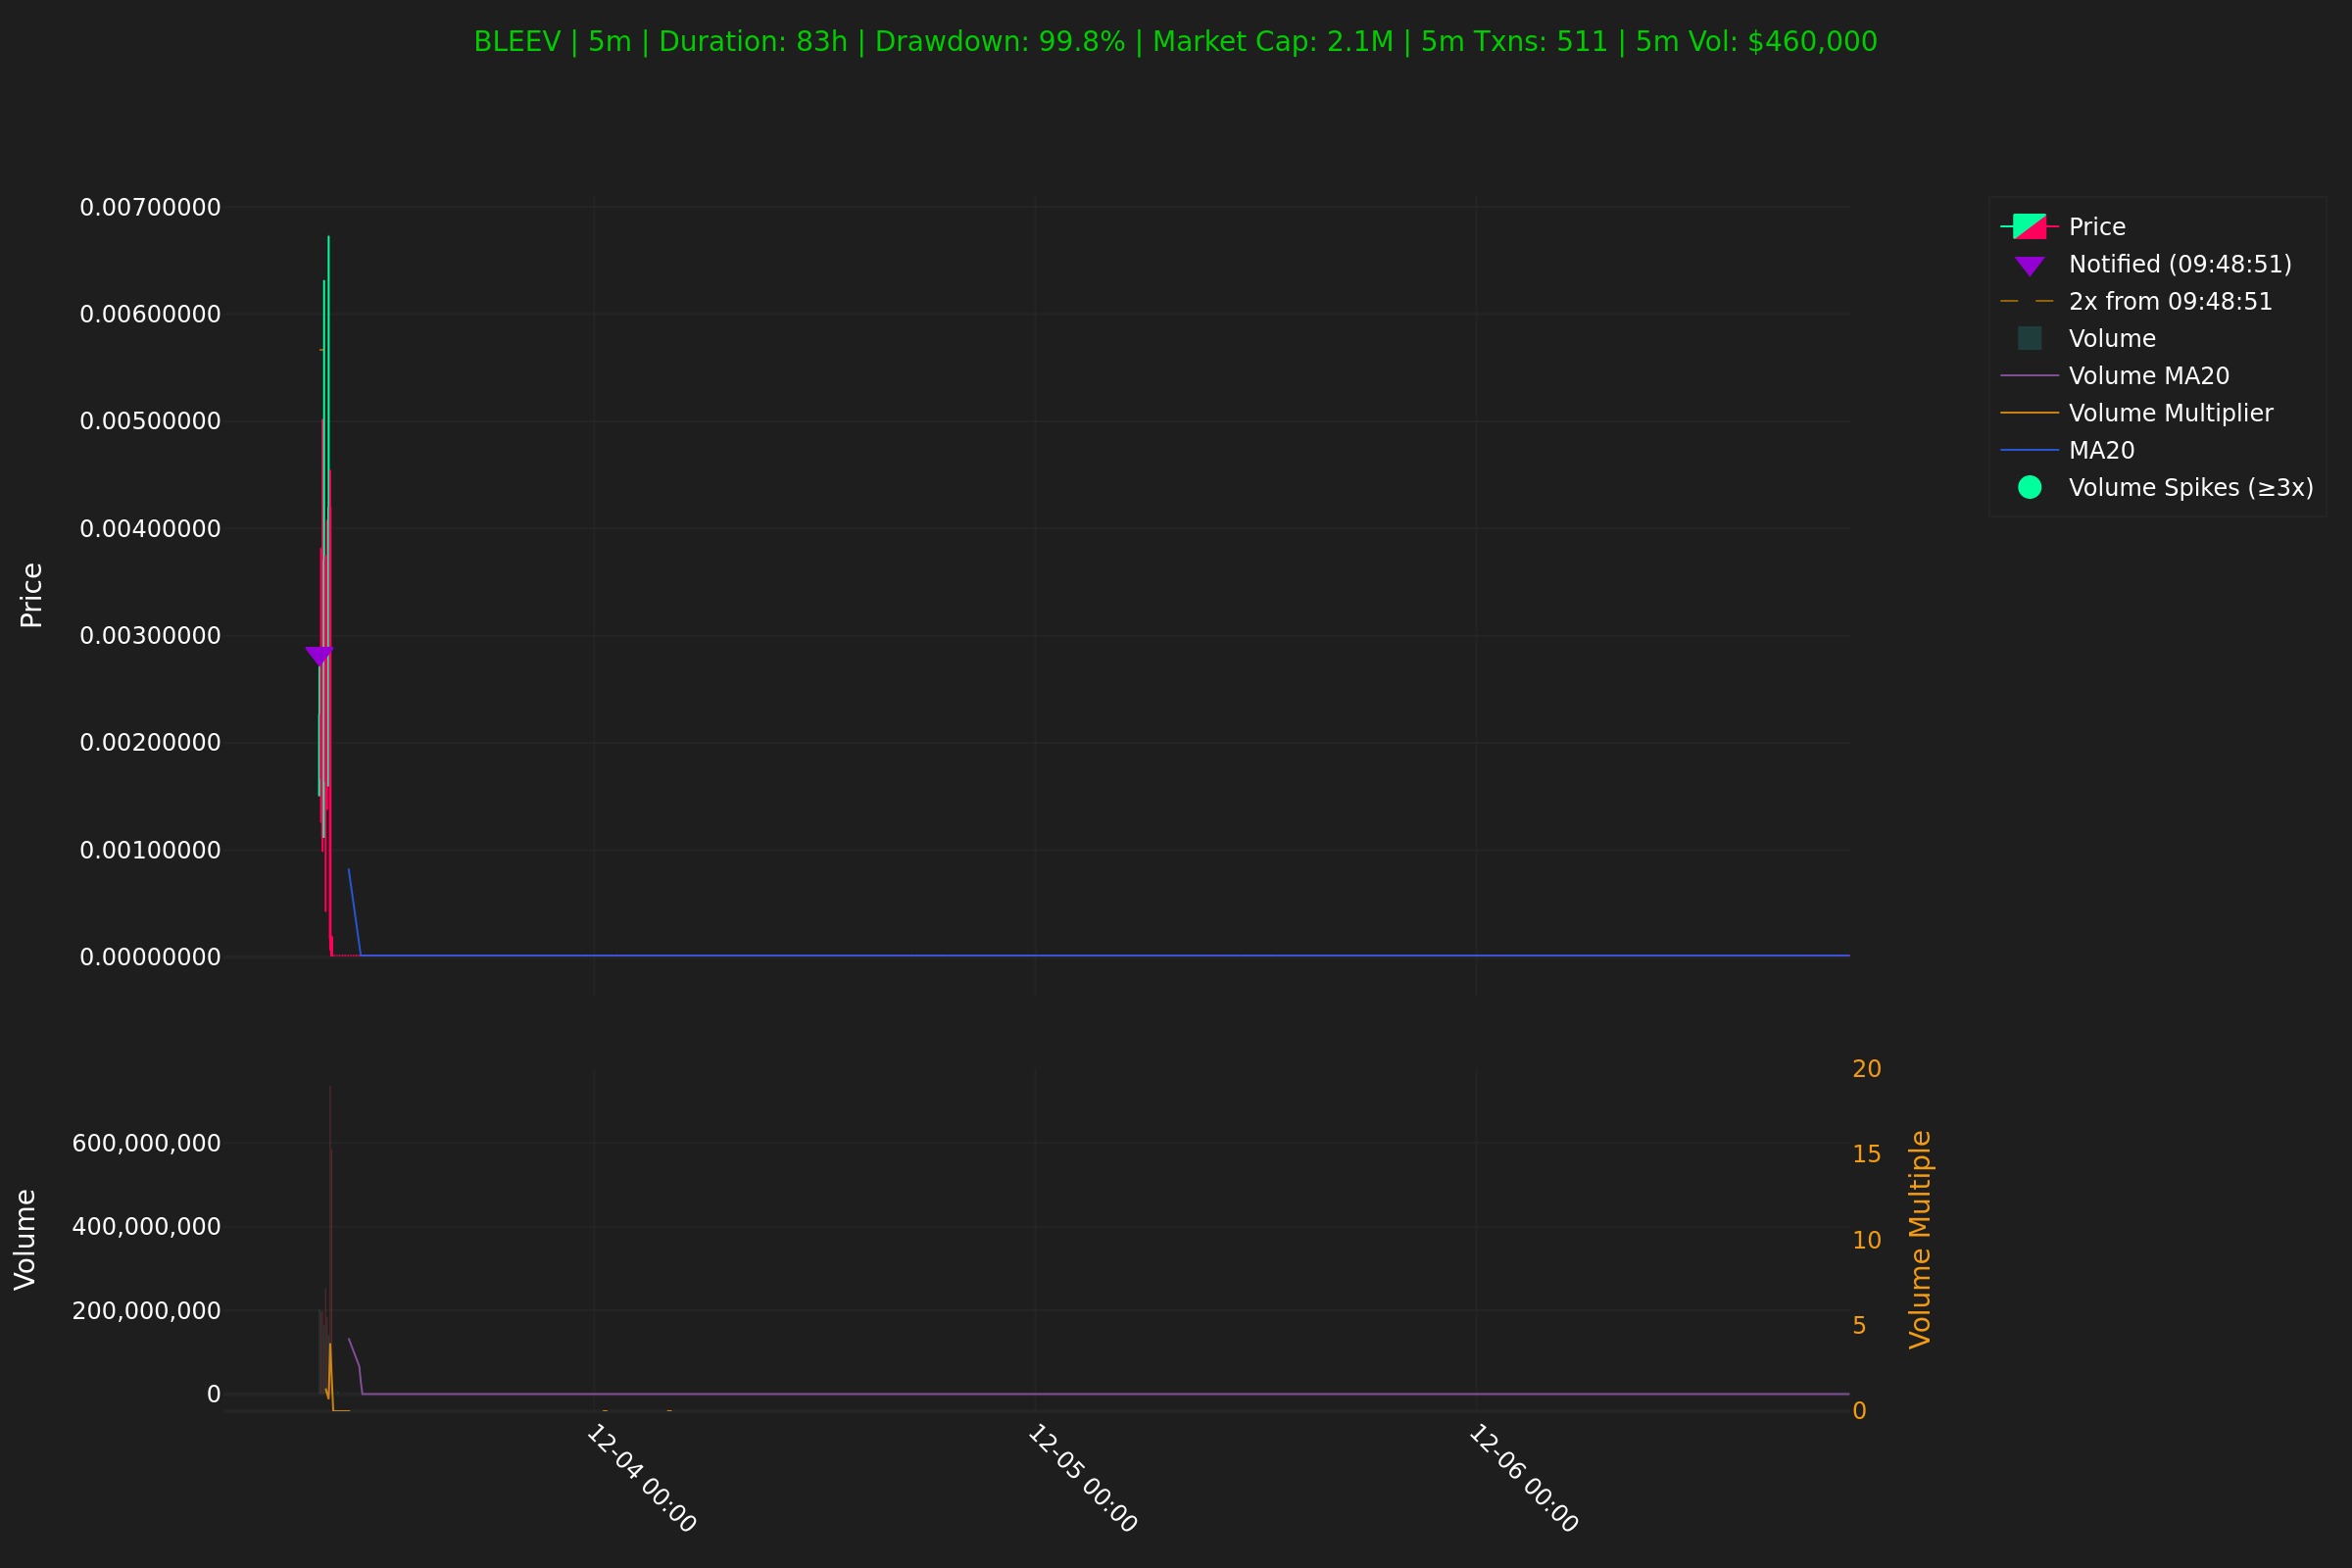 BLEEV | 5m | Duration: 83h | Drawdown: 99.8% | Market Cap: 2.1M | 5m Txns: 511 | 5m Vol: $460,000
Price
0.00700000
0.00600000
0.00500000
0.00400000
0.00300000
0.00200000
0.00100000
0.00000000
Price
Notified (09:48:51)
2x from 09:48:51
Volume
Volume MA20
Volume Multiplier
MA20
Volume Spikes (≥3x)
Volume
600,000,000
400,000,000
200,000,000
0
20
15
10
5
0
Volume Multiple
12-04 00:00
12-05 00:00
12-06 00:00